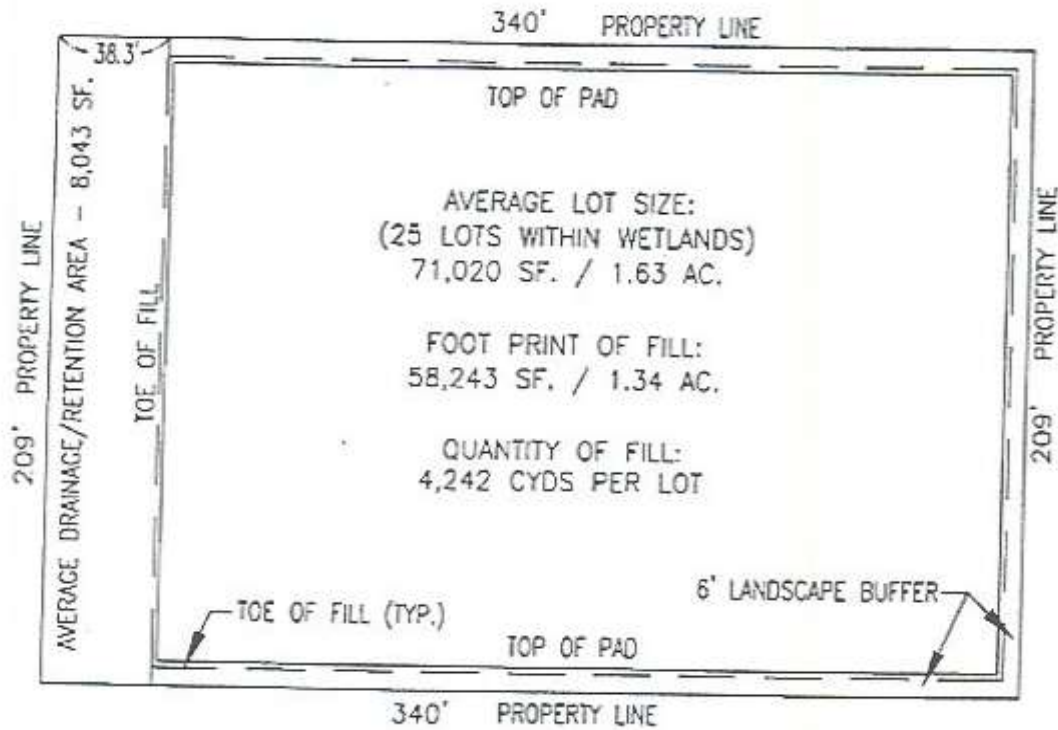 340' PROPERTY LINE
38.3'
TOP OF PAD
AVERAGE DRAINAGE/RETENTION AREA – 8,043 SF.
209' PROPERTY LINE
TOE OF FILL
AVERAGE LOT SIZE:
(25 LOTS WITHIN WETLANDS)
71,020 SF. / 1.63 AC.
FOOT PRINT OF FILL:
58,243 SF. / 1.34 AC.
QUANTITY OF FILL:
4,242 CYDS PER LOT
209' PROPERTY LINE
6' LANDSCAPE BUFFER
TOE OF FILL (TYP.)
TOP OF PAD
340' PROPERTY LINE